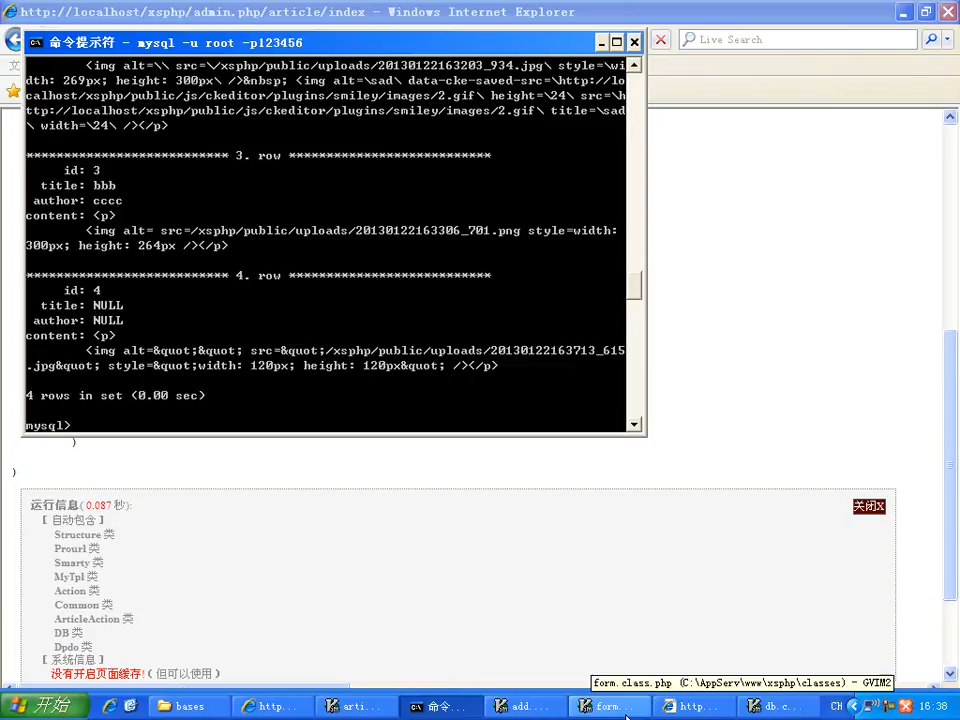 http://localhost/xsphp/admin.php/article/index - Windows Internet Explorer
命令提示符 - mysql -u root -p123456
Live Search
<img alt=\\ src=\/xsphp/public/uploads/20130122163203_934.jpg\ style=\wi
dth: 269px; height: 300px\ />&nbsp; <img alt=\sad\ data-cke-saved-src=\http://lo
calhost/xsphp/public/js/ckeditor/plugins/smiley/images/2.gif\ height=\24\ src=\h
ttp://localhost/xsphp/public/js/ckeditor/plugins/smiley/images/2.gif\ title=\sad
\ width=\24\ /></p>
*************************** 3. row ***************************
id: 3
title: bbb
author: cccc
content: <p>
<img alt= src=/xsphp/public/uploads/20130122163306_701.png style=width:
300px; height: 264px /></p>
*************************** 4. row ***************************
id: 4
title: NULL
author: NULL
content: <p>
<img alt=&quot;&quot; src=&quot;/xsphp/public/uploads/20130122163713_615
.jpg&quot; style=&quot;width: 120px; height: 120px&quot; /></p>
4 rows in set (0.00 sec)
mysql>
)
)
运行信息( 0.087 秒):
关闭X
[ 自动包含 ]
Structure 类
Prourl 类
Smarty 类
MyTpl 类
Action 类
Common 类
ArticleAction 类
DB 类
Dpdo 类
[ 系统信息 ]
没有开启页面缓存! ( 但可以使用 )
form.class.php (C:\AppServ\www\xsphp\classes) - GVIM2
开始
bases
http...
arti...
命令...
add....
form...
http...
db.c...
CH
16:38